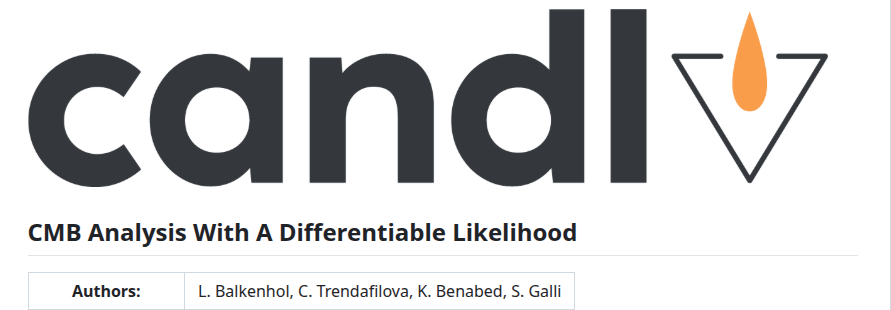 candl
CMB Analysis With A Differentiable Likelihood
Authors: L. Balkenhol, C. Trendafilova, K. Benabed, S. Galli